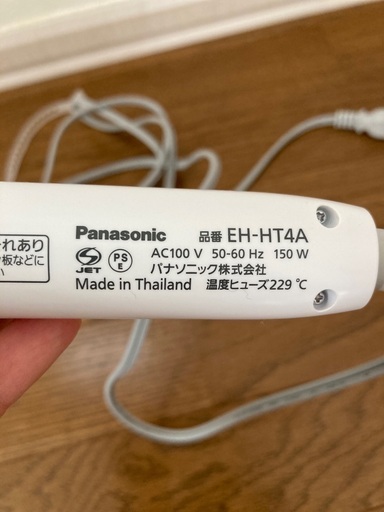 れあり
板などに
い
Panasonic 品番 EH-HT4A
S JET PS E AC100 V 50-60 Hz 150 W
パナソニック株式会社
Made in Thailand 温度ヒューズ229 ℃